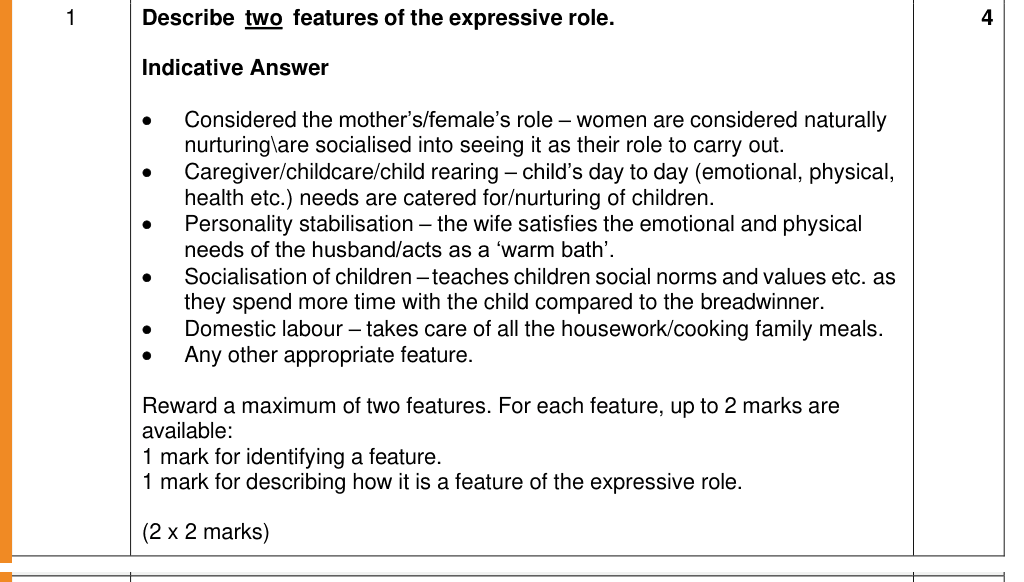 1 Describe two features of the expressive role. 4
Indicative Answer
• Considered the mother's/female's role – women are considered naturally
nurturing\are socialised into seeing it as their role to carry out.
• Caregiver/childcare/child rearing – child's day to day (emotional, physical,
health etc.) needs are catered for/nurturing of children.
• Personality stabilisation – the wife satisfies the emotional and physical
needs of the husband/acts as a 'warm bath'.
• Socialisation of children – teaches children social norms and values etc. as
they spend more time with the child compared to the breadwinner.
• Domestic labour – takes care of all the housework/cooking family meals.
• Any other appropriate feature.
Reward a maximum of two features. For each feature, up to 2 marks are
available:
1 mark for identifying a feature.
1 mark for describing how it is a feature of the expressive role.
(2 x 2 marks)